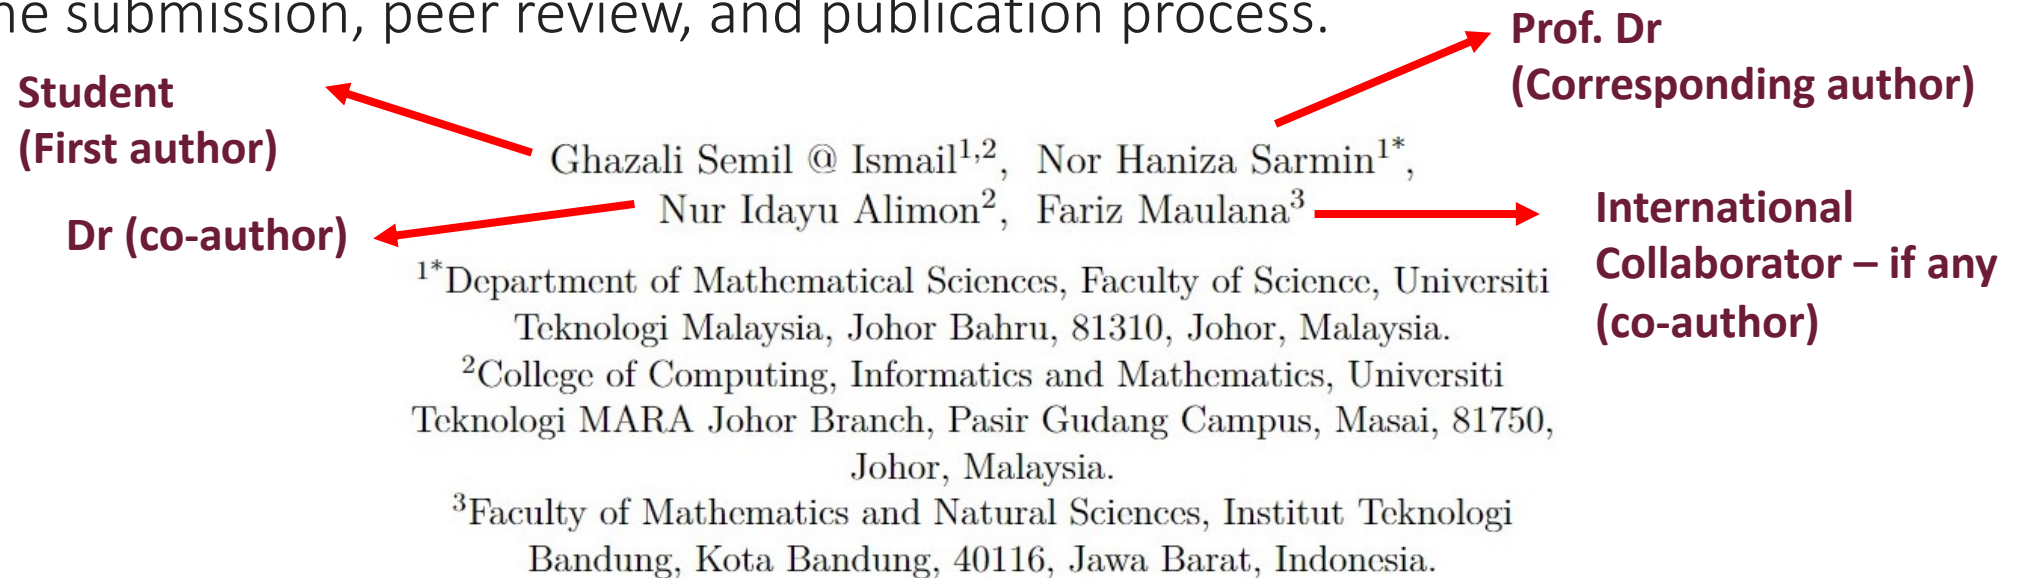 ne submission, peer review, and publication process.
Student
(First author)
Prof. Dr
(Corresponding author)
Ghazali Semil @ Ismail1,2, Nor Haniza Sarmin1*,
Nur Idayu Alimon2, Fariz Maulana3
Dr (co-author)
International
Collaborator – if any
(co-author)
1*Department of Mathematical Sciences, Faculty of Science, Universiti
Teknologi Malaysia, Johor Bahru, 81310, Johor, Malaysia.
2College of Computing, Informatics and Mathematics, Universiti
Teknologi MARA Johor Branch, Pasir Gudang Campus, Masai, 81750,
Johor, Malaysia.
3Faculty of Mathematics and Natural Sciences, Institut Teknologi
Bandung, Kota Bandung, 40116, Jawa Barat, Indonesia.